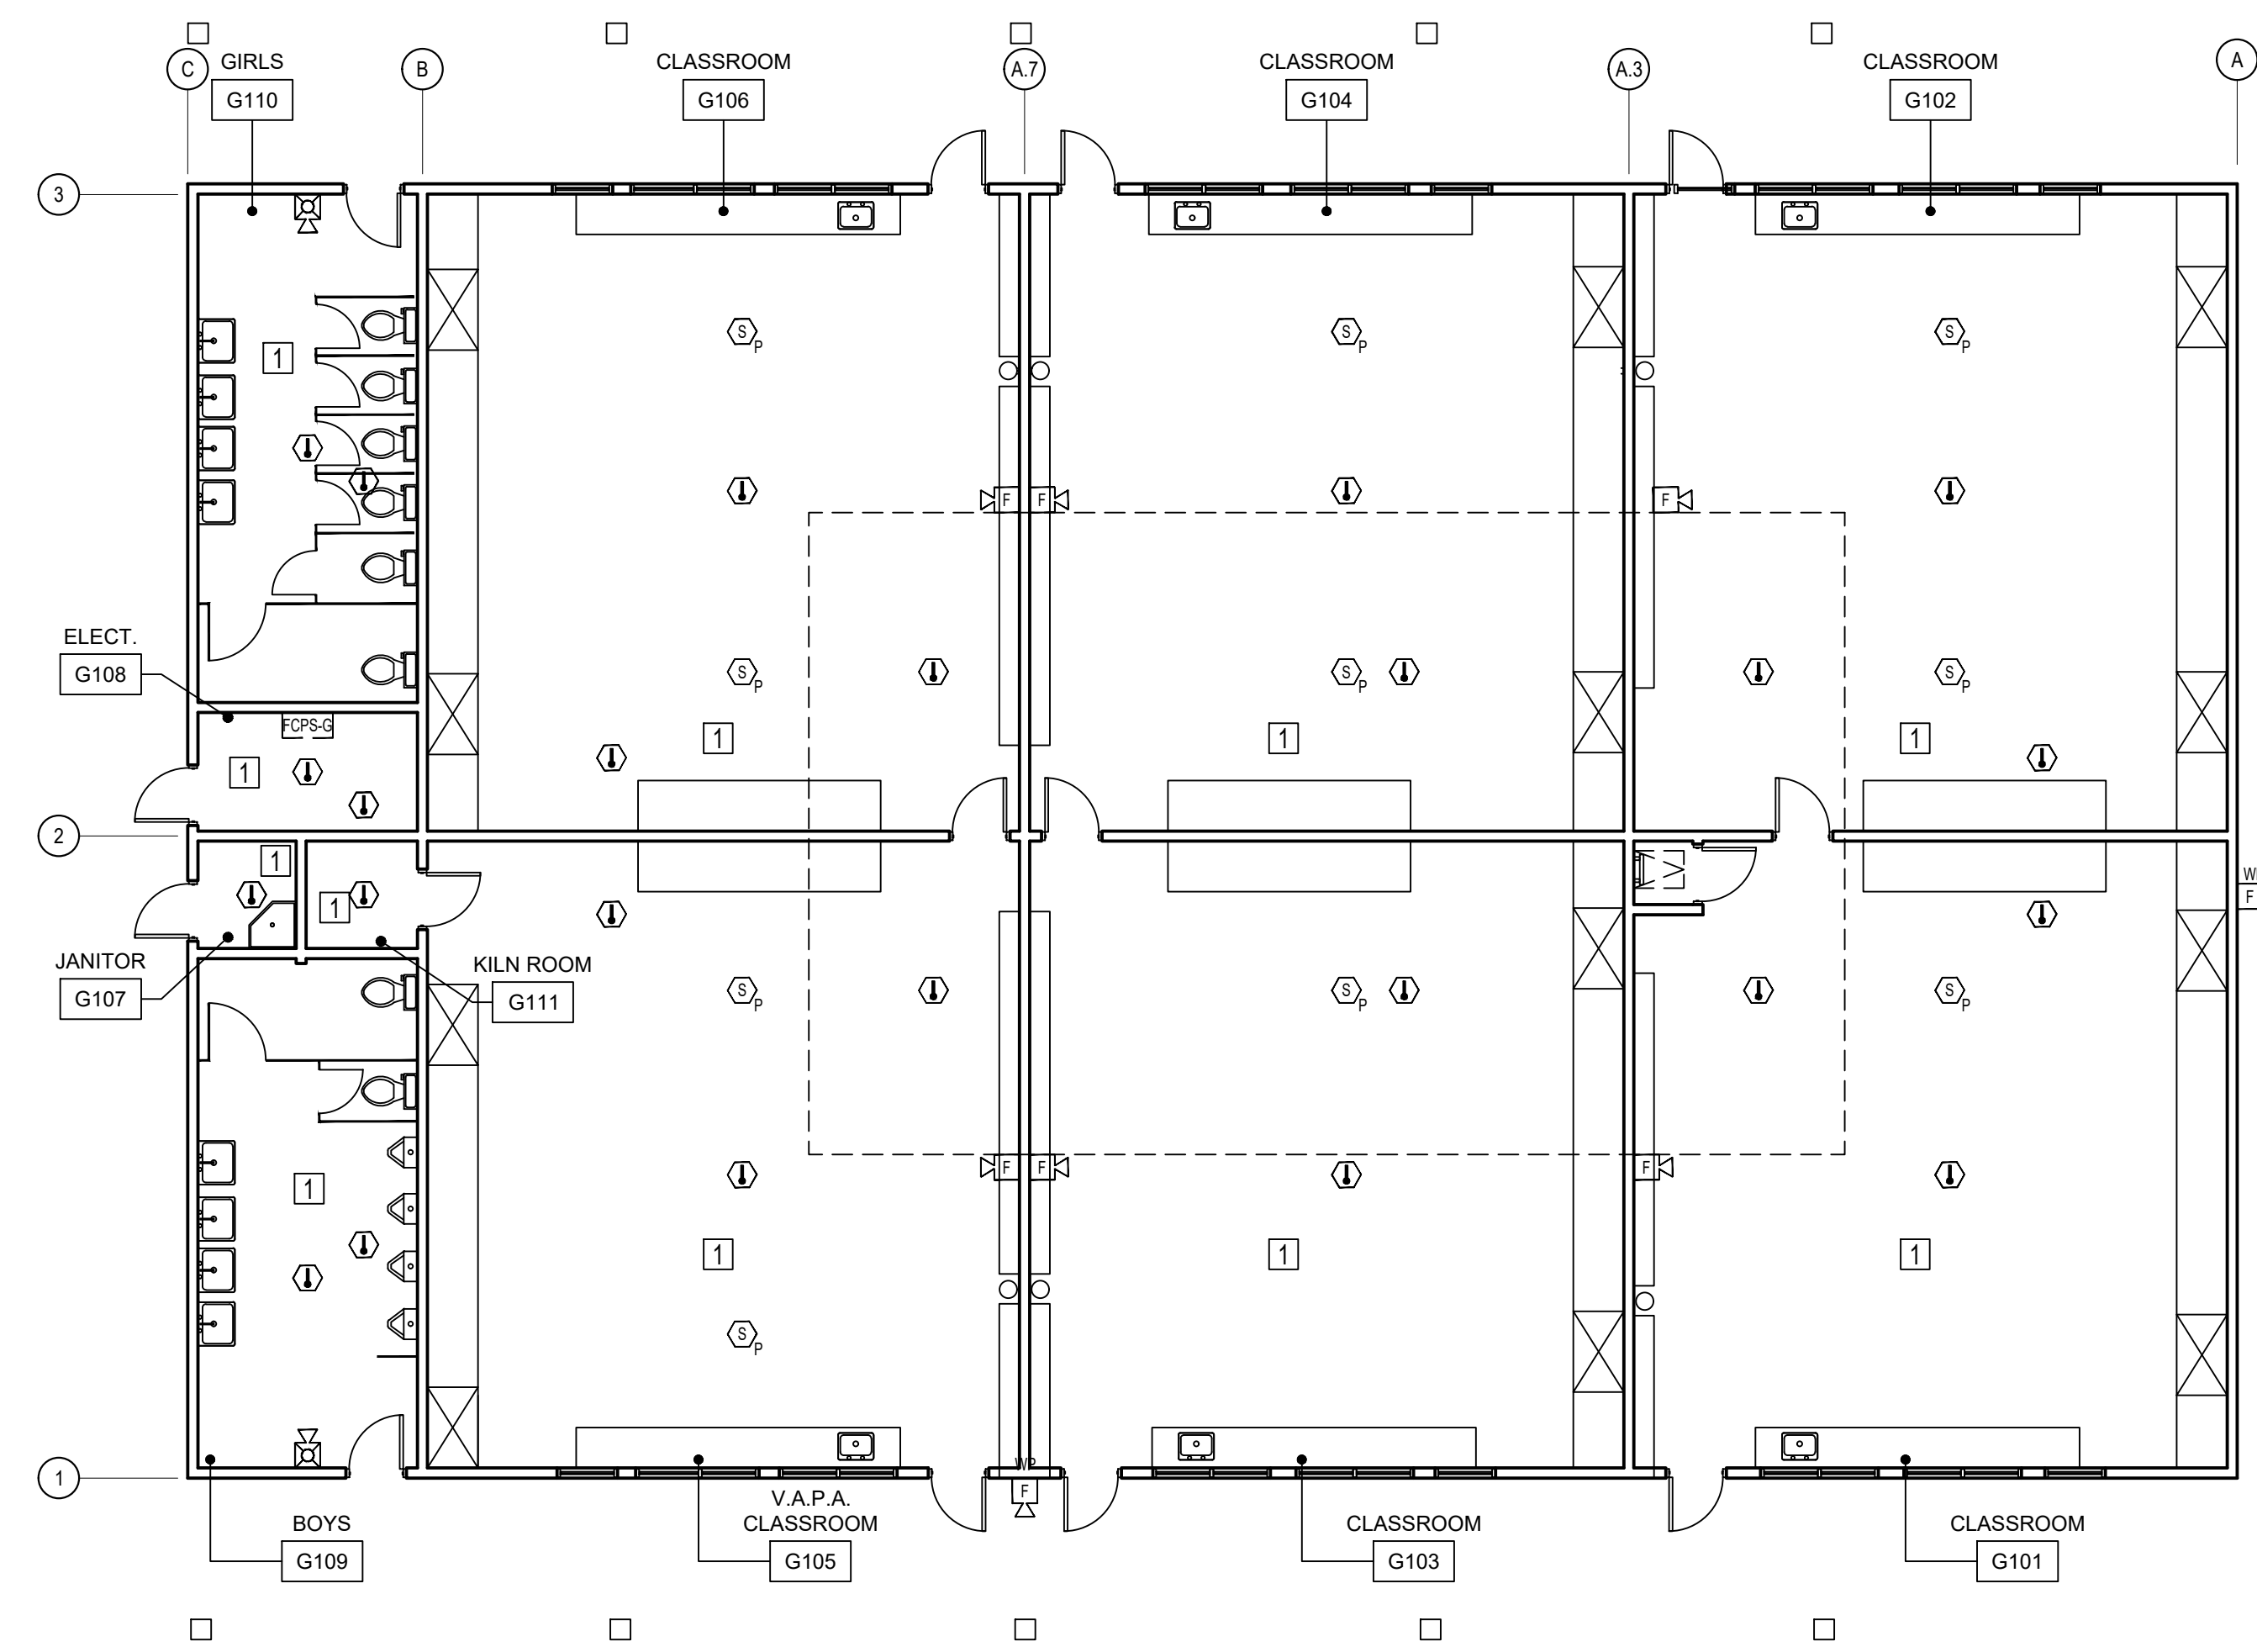 GIRLS
CLASSROOM
CLASSROOM
CLASSROOM
C
B
A.7
A.3
A
G110
G106
G104
G102
3
S
P
S
P
S
P
1
F
F
F
ELECT.
G108
S
P
S
P
S
P
FCPS-G
1
1
1
1
2
1
1
F
JANITOR
G107
KILN ROOM
G111
S
P
S
P
S
P
F
F
F
1
1
1
1
S
P
WP
1
F
BOYS
G109
V.A.P.A.
CLASSROOM
G105
CLASSROOM
G103
CLASSROOM
G101